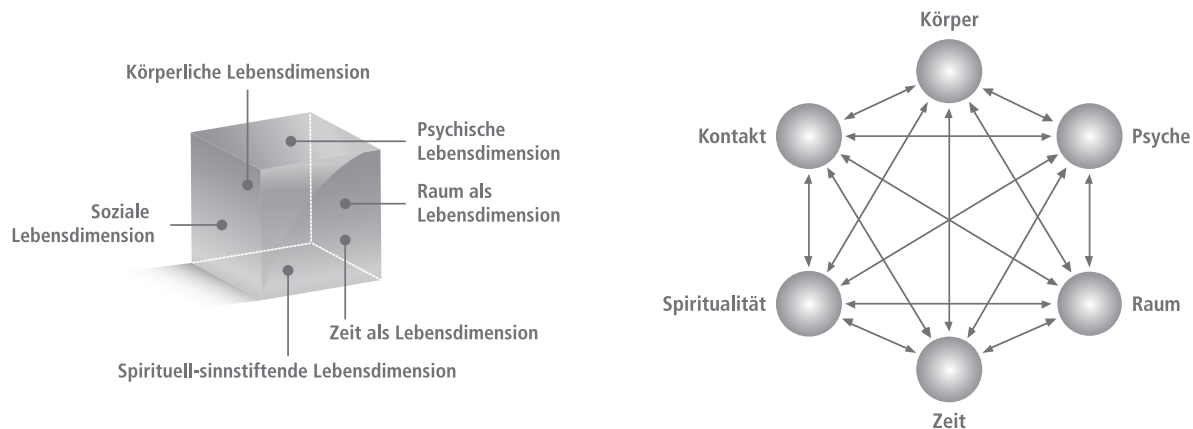 Körperliche Lebensdimension
Psychische
Lebensdimension
Raum als
Lebensdimension
Soziale
Lebensdimension
Zeit als Lebensdimension
Spirituell-sinnstiftende Lebensdimension
Körper
Kontakt
Psyche
Spiritualität
Raum
Zeit